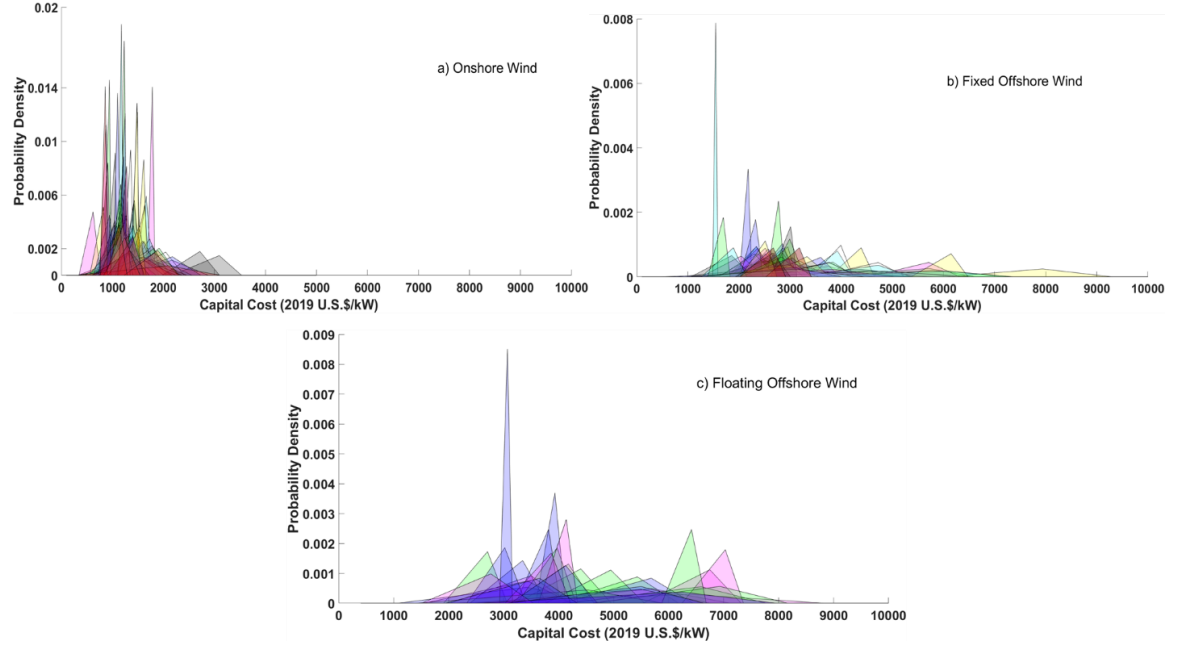 0.02
0.014
0.01
0.006
0.002
0
Probability Density
a) Onshore Wind
0 1000 2000 3000 4000 5000 6000 7000 8000 9000 10000
Capital Cost (2019 U.S.$/kW)
0.008
0.006
0.004
0.002
0
Probability Density
b) Fixed Offshore Wind
0 1000 2000 3000 4000 5000 6000 7000 8000 9000 10000
Capital Cost (2019 U.S.$/kW)
0.009
0.008
0.007
0.006
0.005
0.004
0.003
0.002
0.001
0
Probability Density
c) Floating Offshore Wind
0 1000 2000 3000 4000 5000 6000 7000 8000 9000 10000
Capital Cost (2019 U.S.$/kW)